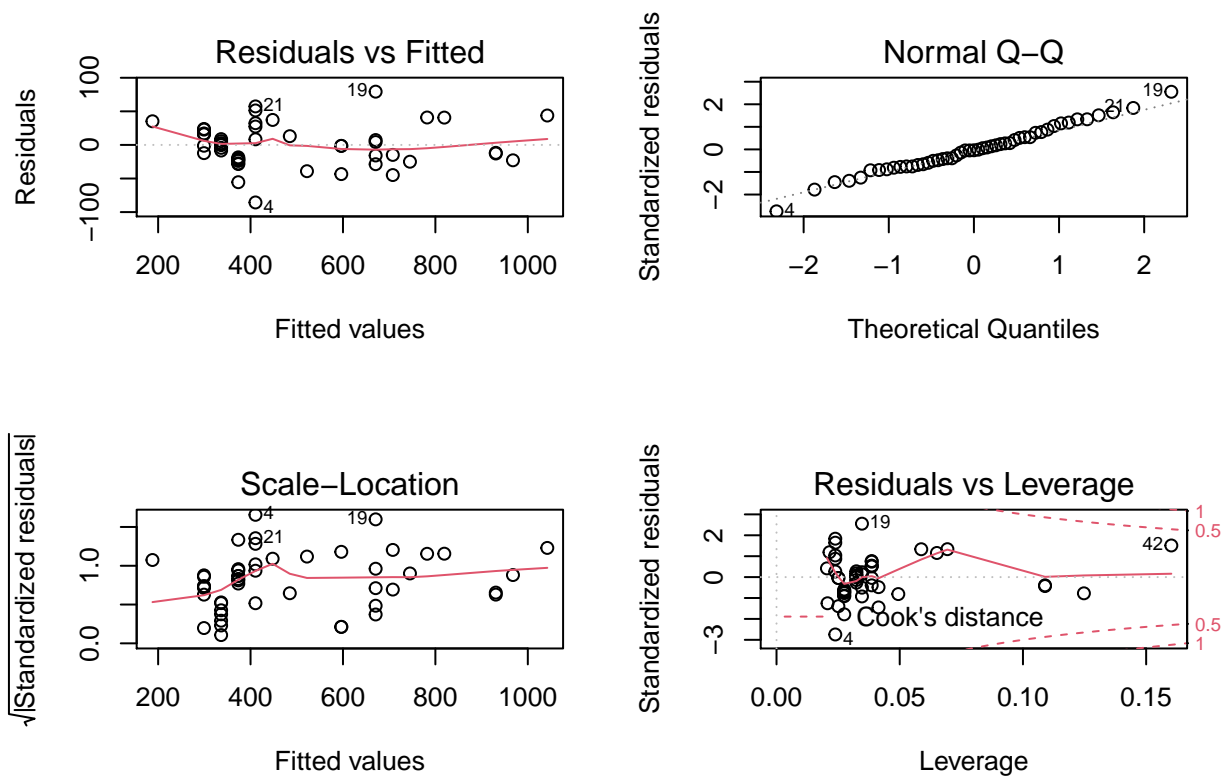 Residuals vs Fitted
Residuals
100
0
−100
21
19
4
200 400 600 800 1000
Fitted values
Normal Q−Q
Standardized residuals
2
0
−2
4
21
19
−2 −1 0 1 2
Theoretical Quantiles
Scale−Location
√|Standardized residuals|
1.0
0.0
4
21
19
200 400 600 800 1000
Fitted values
Residuals vs Leverage
Standardized residuals
2
0
−3
19
42
4
Cook's distance
1
0.5
0.5
1
0.00 0.05 0.10 0.15
Leverage